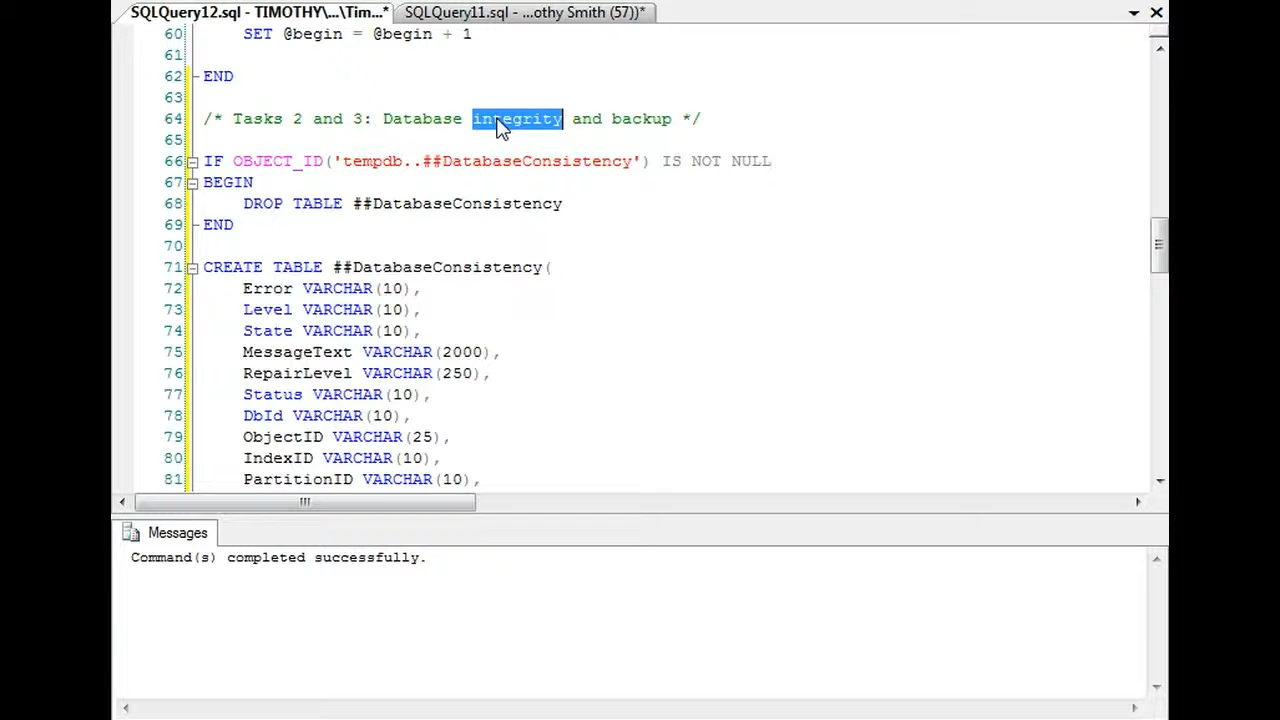 SQLQuery12.sql - TIMOTHY\...\Tim...* SQLQuery11.sql - ...othy Smith (57))*
60 SET @begin = @begin + 1
61
62 END
63
64 /* Tasks 2 and 3: Database integrity and backup */
65
66 IF OBJECT_ID('tempdb..##DatabaseConsistency') IS NOT NULL
67 BEGIN
68 DROP TABLE ##DatabaseConsistency
69 END
70
71 CREATE TABLE ##DatabaseConsistency(
72 Error VARCHAR(10),
73 Level VARCHAR(10),
74 State VARCHAR(10),
75 MessageText VARCHAR(2000),
76 RepairLevel VARCHAR(250),
77 Status VARCHAR(10),
78 DbId VARCHAR(10),
79 ObjectID VARCHAR(25),
80 IndexID VARCHAR(10),
81 PartitionID VARCHAR(10),
Messages
Command(s) completed successfully.